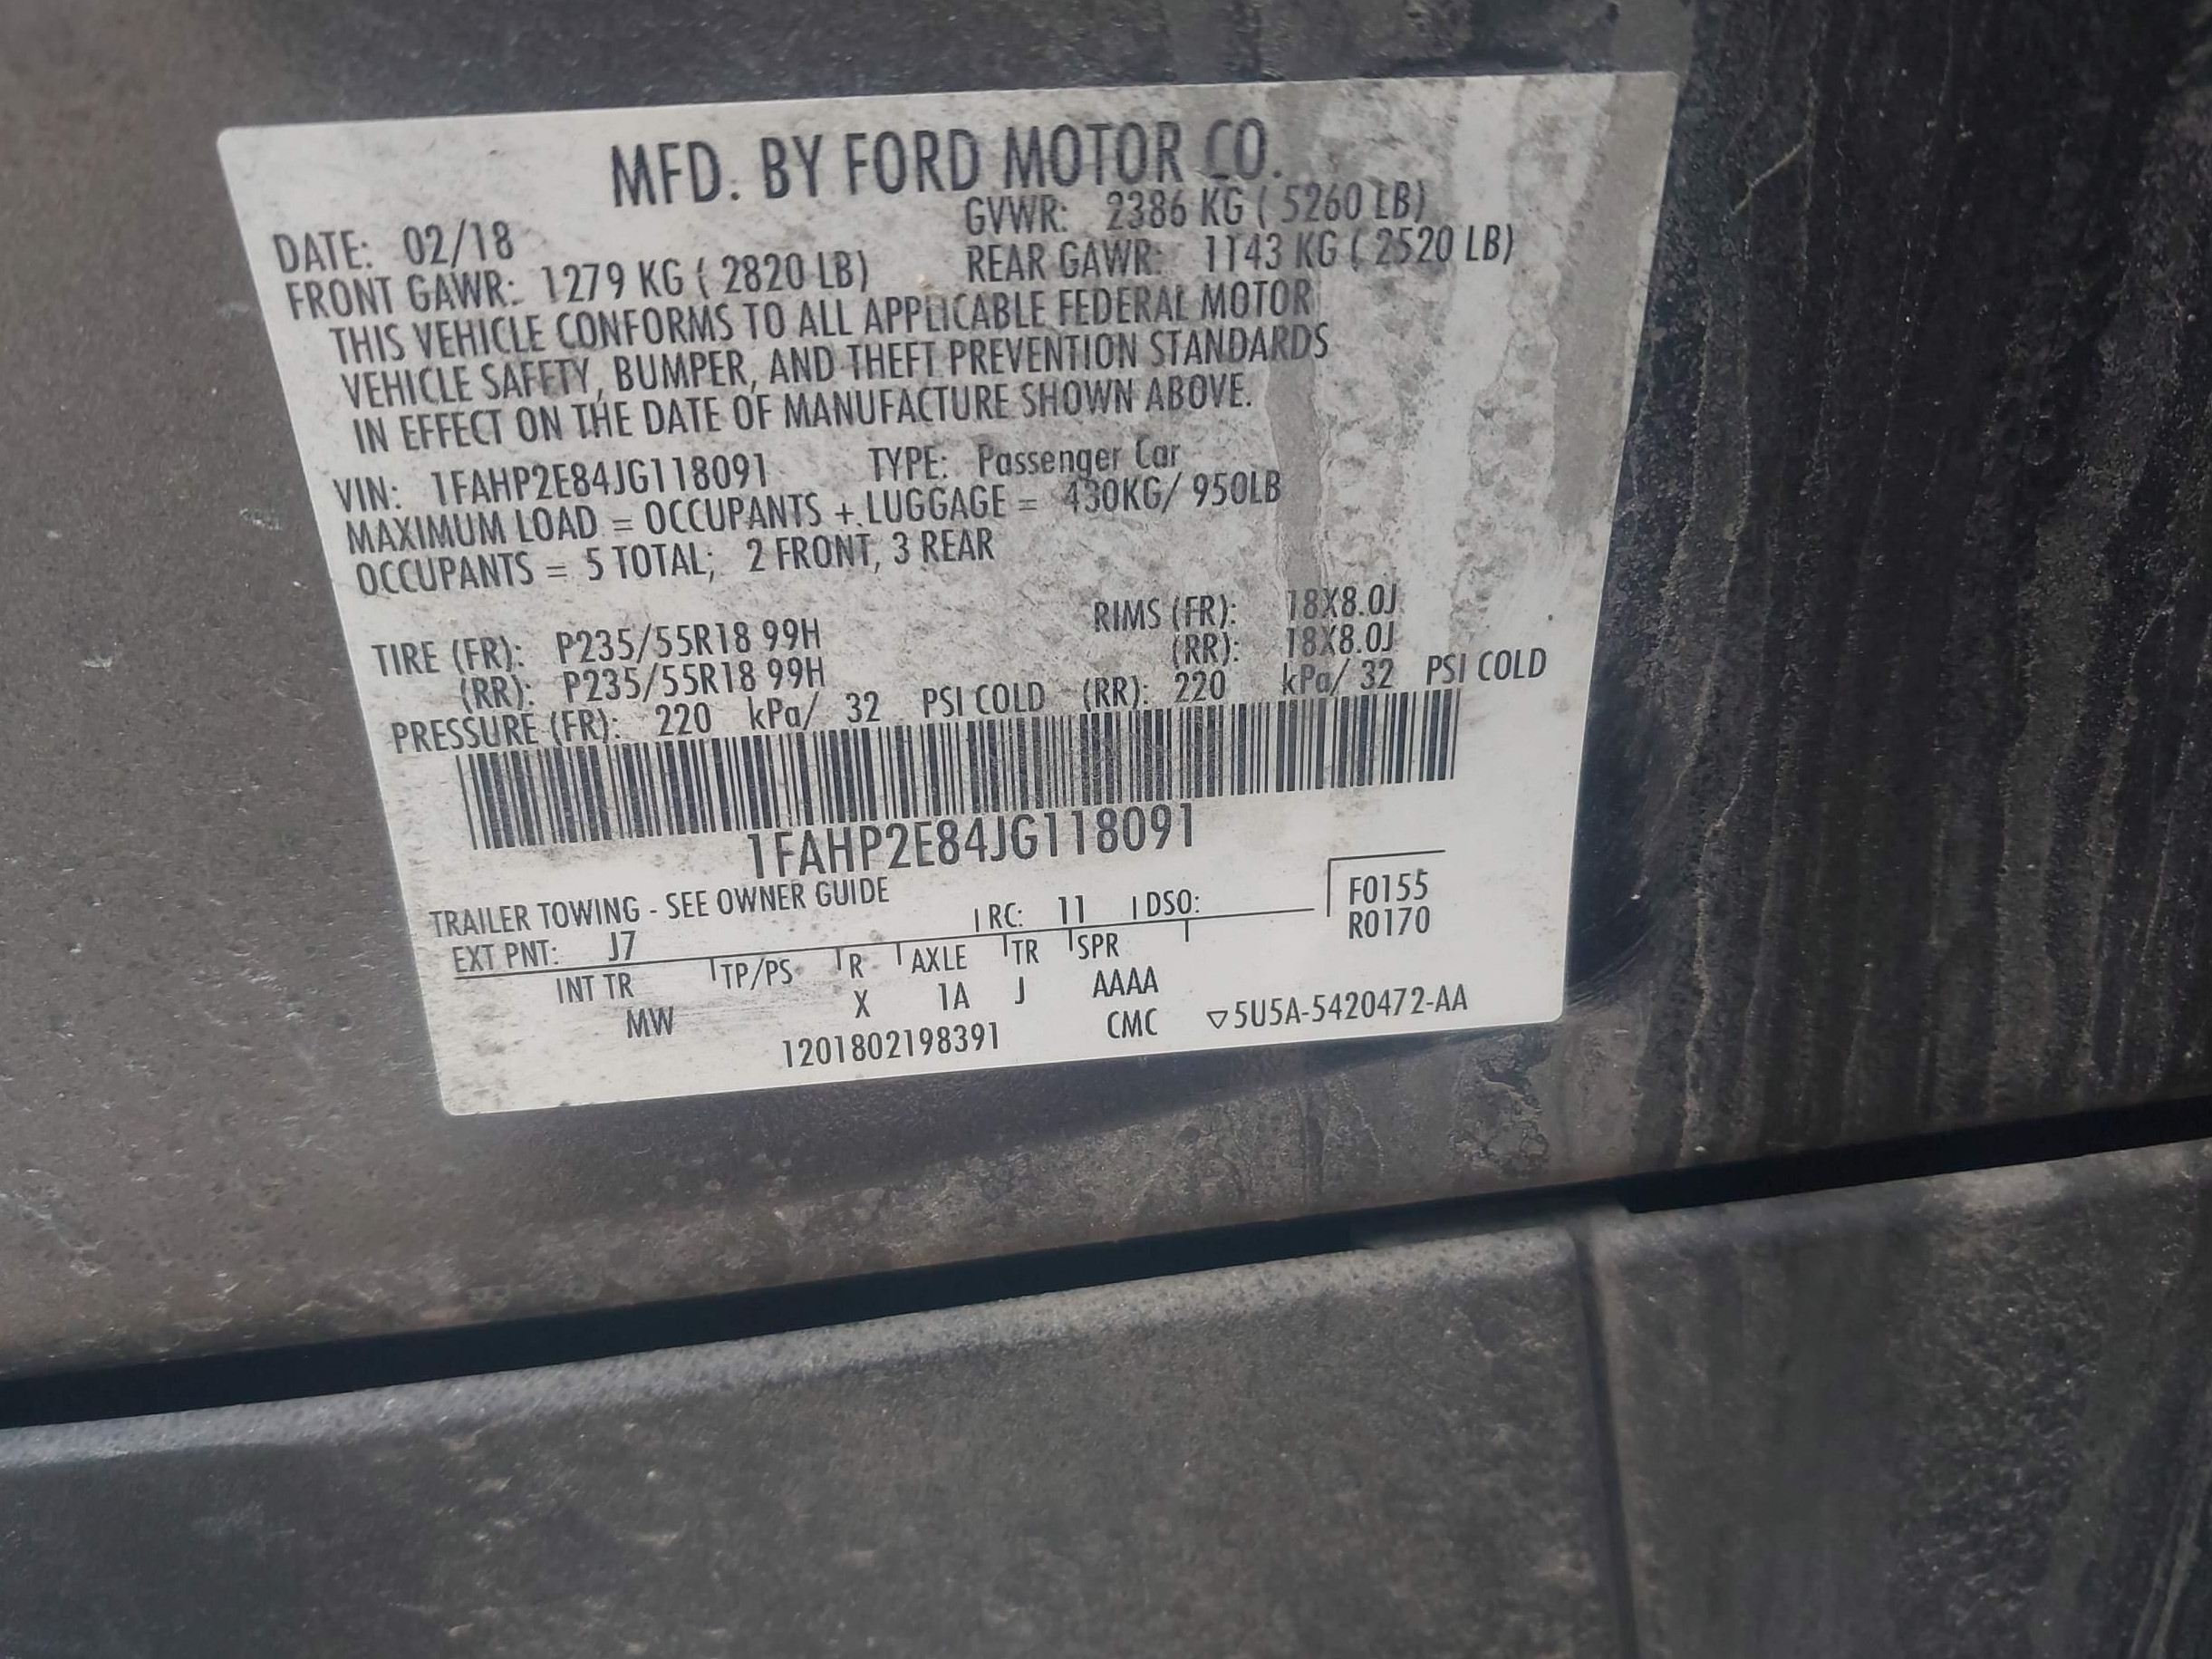 MFD. BY FORD MOTOR CO.
DATE: 02/18 GVWR: 2386 KG ( 5260 LB)
FRONT GAWR: 1279 KG ( 2820 LB) REAR GAWR: 1143 KG ( 2520 LB)
THIS VEHICLE CONFORMS TO ALL APPLICABLE FEDERAL MOTOR
VEHICLE SAFETY, BUMPER, AND THEFT PREVENTION STANDARDS
IN EFFECT ON THE DATE OF MANUFACTURE SHOWN ABOVE.
VIN: 1FAHP2E84JG118091 TYPE: Passenger Car
MAXIMUM LOAD = OCCUPANTS + LUGGAGE = 430KG/ 950LB
OCCUPANTS = 5 TOTAL; 2 FRONT, 3 REAR
TIRE (FR): P235/55R18 99H RIMS (FR): 18X8.0J
(RR): P235/55R18 99H (RR): 18X8.0J
PRESSURE (FR): 220 kPa/ 32 PSI COLD (RR): 220 kPa/ 32 PSI COLD
1FAHP2E84JG118091
TRAILER TOWING - SEE OWNER GUIDE
EXT PNT: J7 RC: 11 DSO: F0155
R0170
INT TR TP/PS R AXLE TR SPR
MW X 1A J AAAA
1201802198391 CMC ▽5U5A-5420472-AA